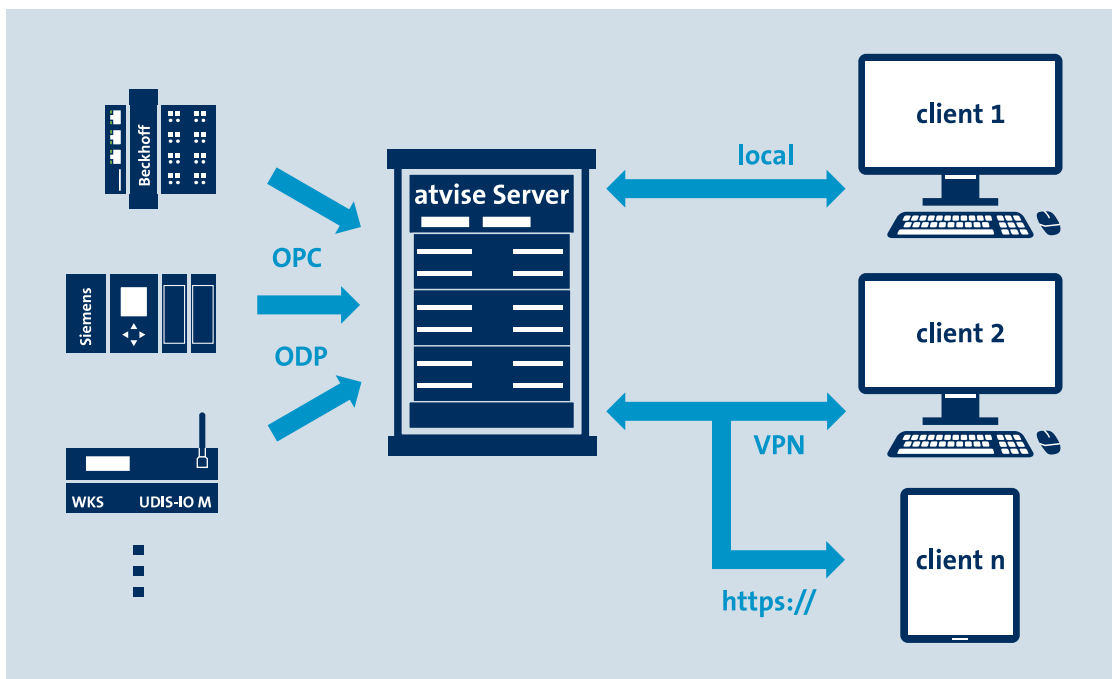 Beckhoff
OPC
Siemens
ODP
WKS UDIS-IO M
atvise Server
local
client 1
client 2
VPN
client n
https://